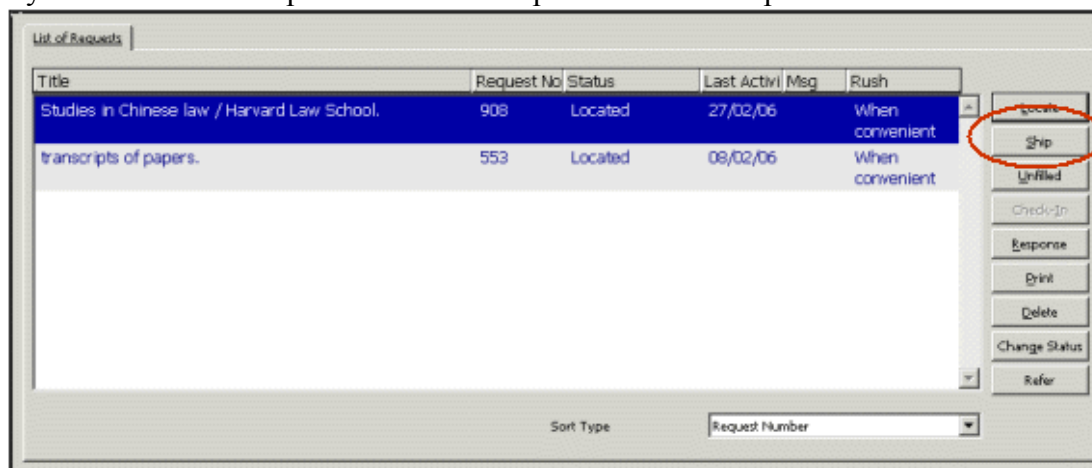 List of Requests
Title Request No Status Last Activi Msg Rush
Studies in Chinese law / Harvard Law School. 908 Located 27/02/06 When
convenient
transcripts of papers. 553 Located 08/02/06 When
convenient
Locate
Ship
Unfilled
Check-In
Response
Print
Delete
Change Status
Refer
Sort Type Request Number